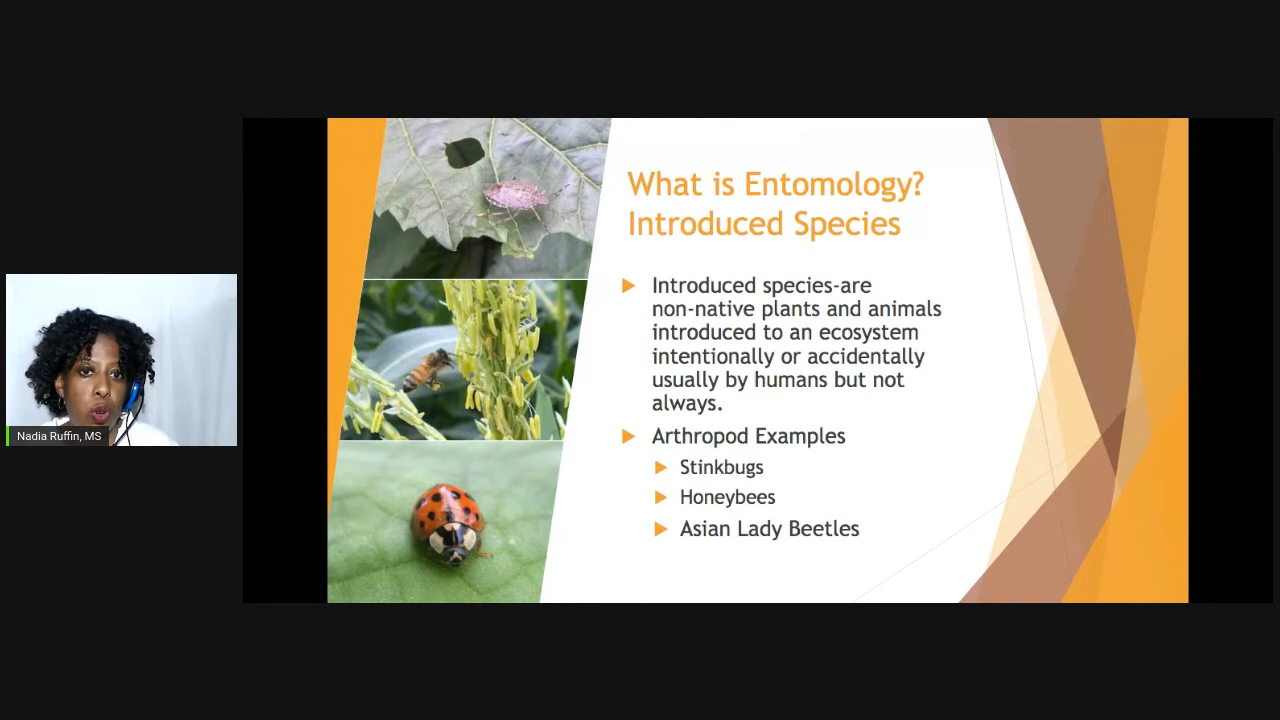 What is Entomology?
Introduced Species
Introduced species-are
non-native plants and animals
introduced to an ecosystem
intentionally or accidentally
usually by humans but not
always.
Arthropod Examples
Stinkbugs
Honeybees
Asian Lady Beetles
Nadia Ruffin, MS